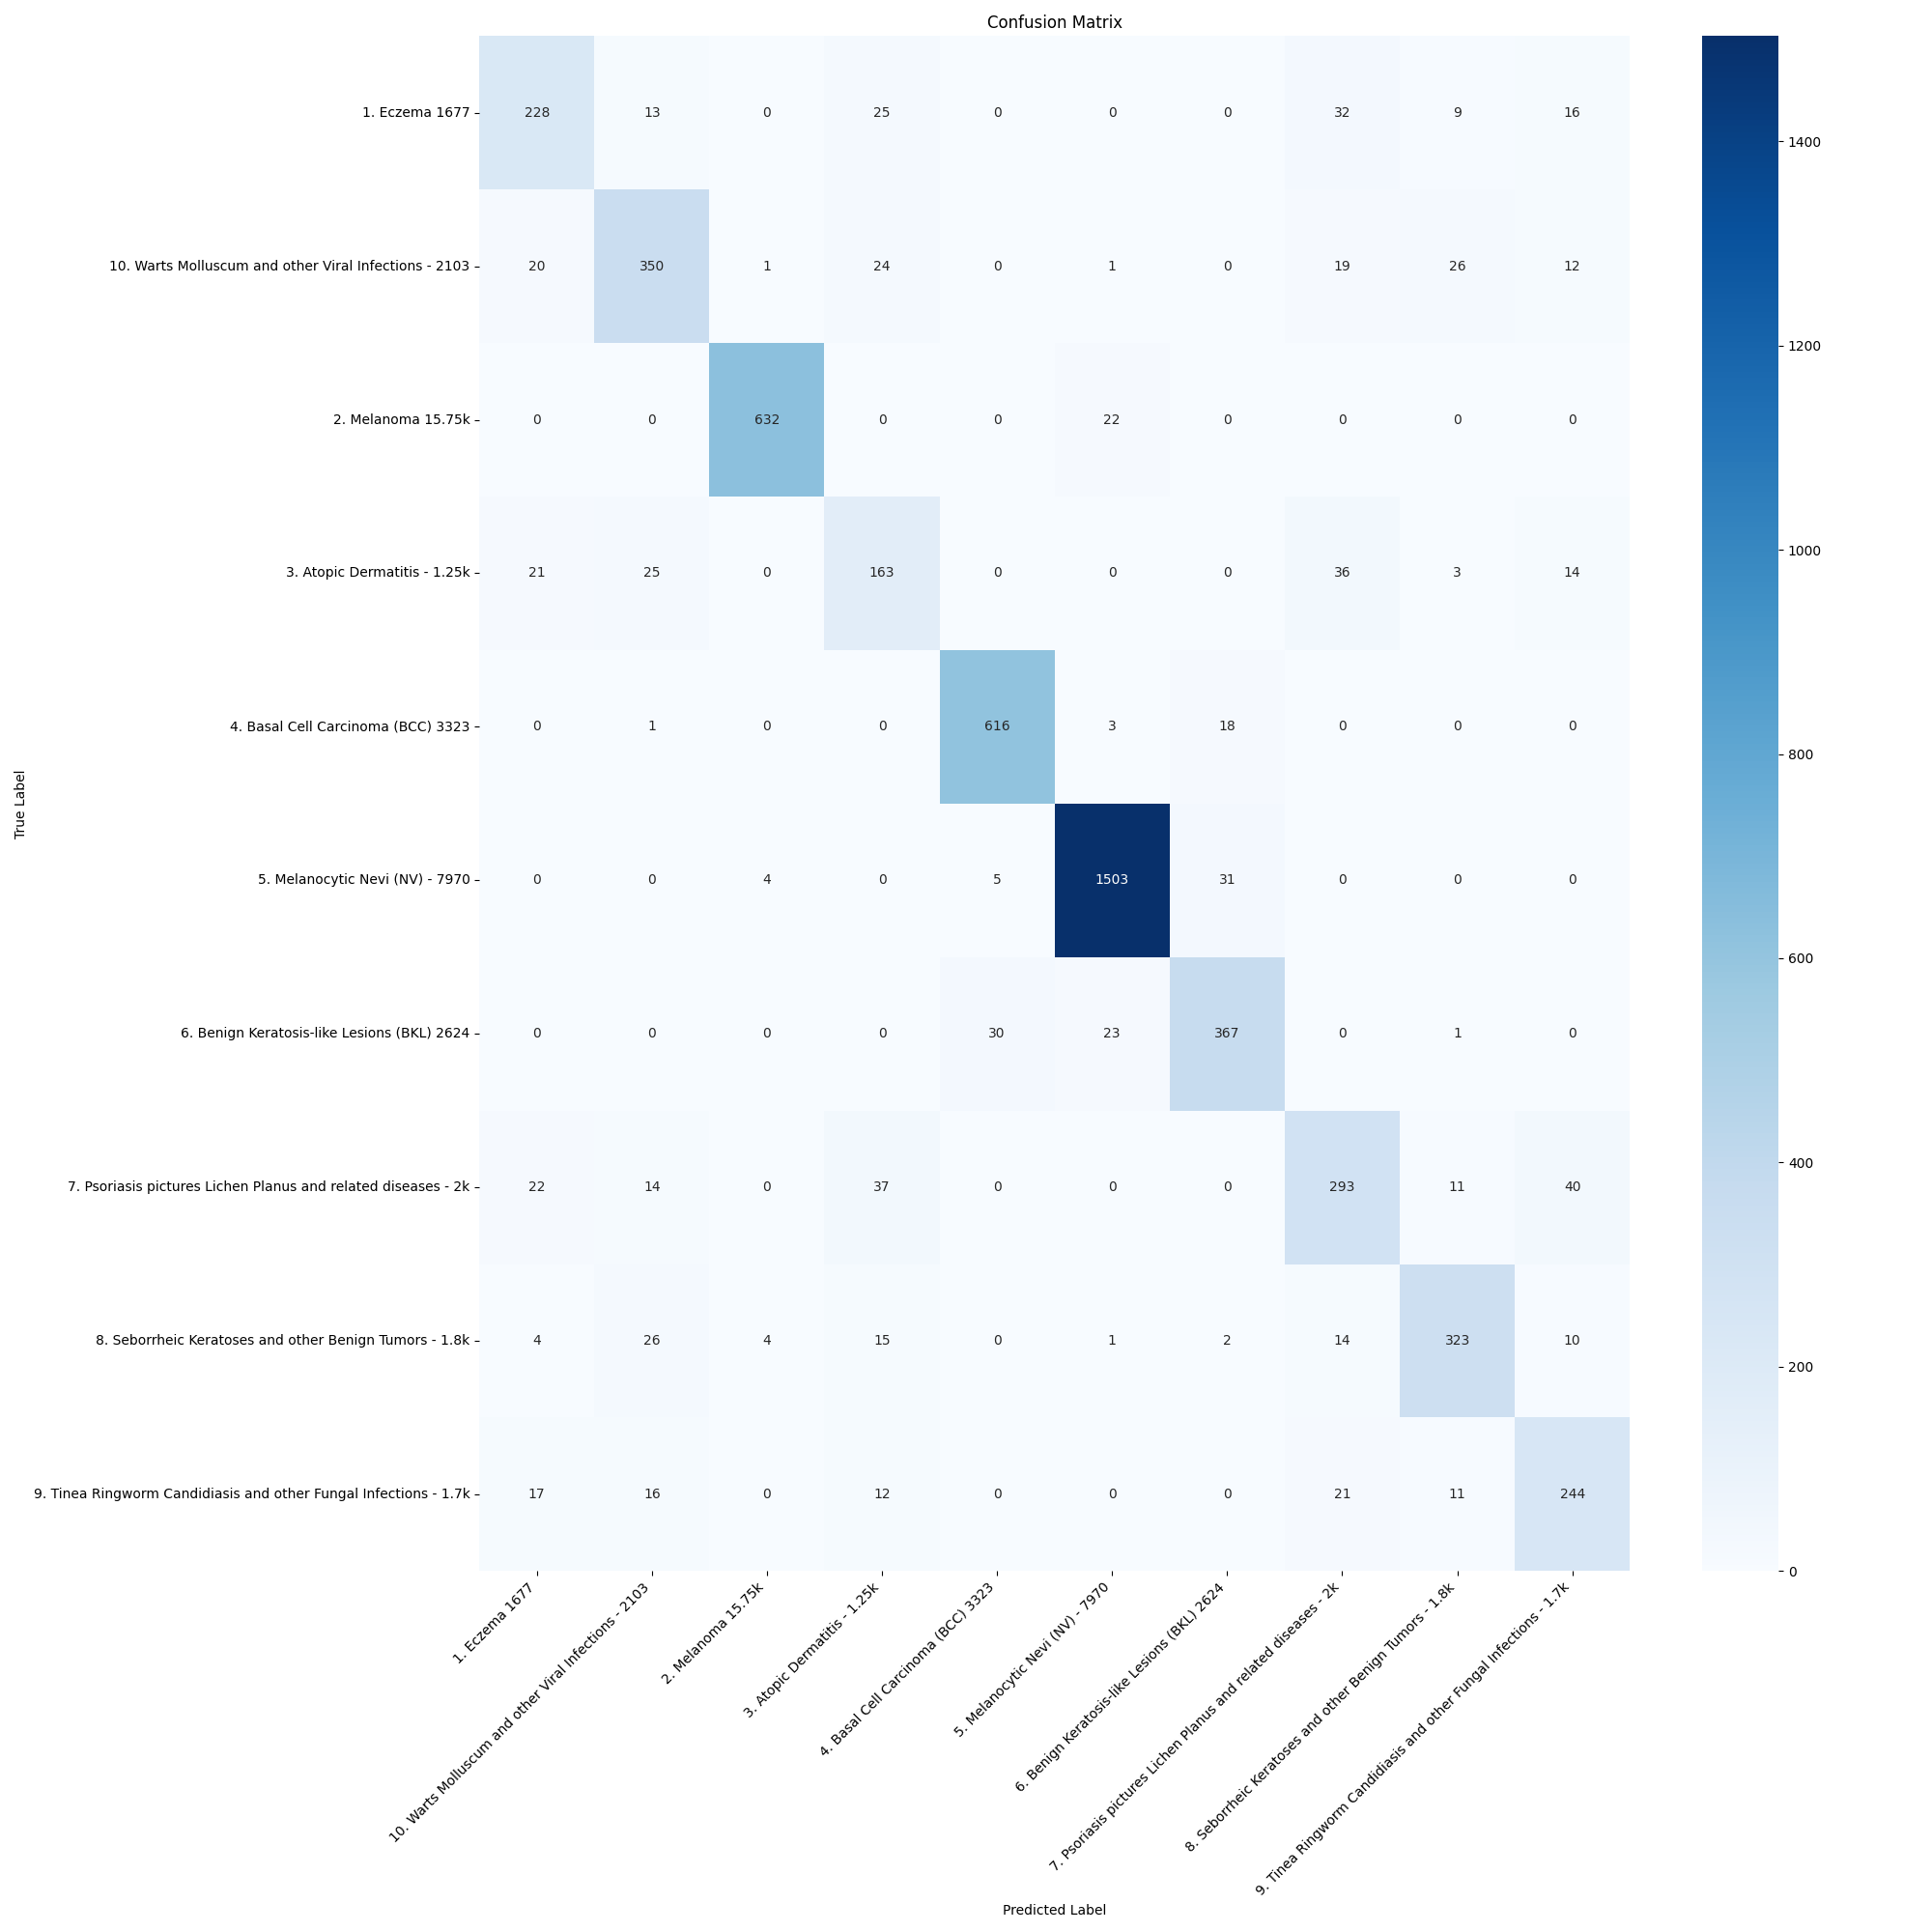 Confusion Matrix
1. Eczema 1677 228 13 0 25 0 0 0 32 9 16
10. Warts Molluscum and other Viral Infections - 2103 20 350 1 24 0 1 0 19 26 12
2. Melanoma 15.75k 0 0 632 0 0 22 0 0 0 0
3. Atopic Dermatitis - 1.25k 21 25 0 163 0 0 0 36 3 14
4. Basal Cell Carcinoma (BCC) 3323 0 1 0 0 616 3 18 0 0 0
5. Melanocytic Nevi (NV) - 7970 0 0 4 0 5 1503 31 0 0 0
6. Benign Keratosis-like Lesions (BKL) 2624 0 0 0 0 30 23 367 0 1 0
7. Psoriasis pictures Lichen Planus and related diseases - 2k 22 14 0 37 0 0 0 293 11 40
8. Seborrheic Keratoses and other Benign Tumors - 1.8k 4 26 4 15 0 1 2 14 323 10
9. Tinea Ringworm Candidiasis and other Fungal Infections - 1.7k 17 16 0 12 0 0 0 21 11 244
True Label
1. Eczema 1677
10. Warts Molluscum and other Viral Infections - 2103
2. Melanoma 15.75k
3. Atopic Dermatitis - 1.25k
4. Basal Cell Carcinoma (BCC) 3323
5. Melanocytic Nevi (NV) - 7970
6. Benign Keratosis-like Lesions (BKL) 2624
7. Psoriasis pictures Lichen Planus and related diseases - 2k
8. Seborrheic Keratoses and other Benign Tumors - 1.8k
9. Tinea Ringworm Candidiasis and other Fungal Infections - 1.7k
Predicted Label
1400
1200
1000
800
600
400
200
0